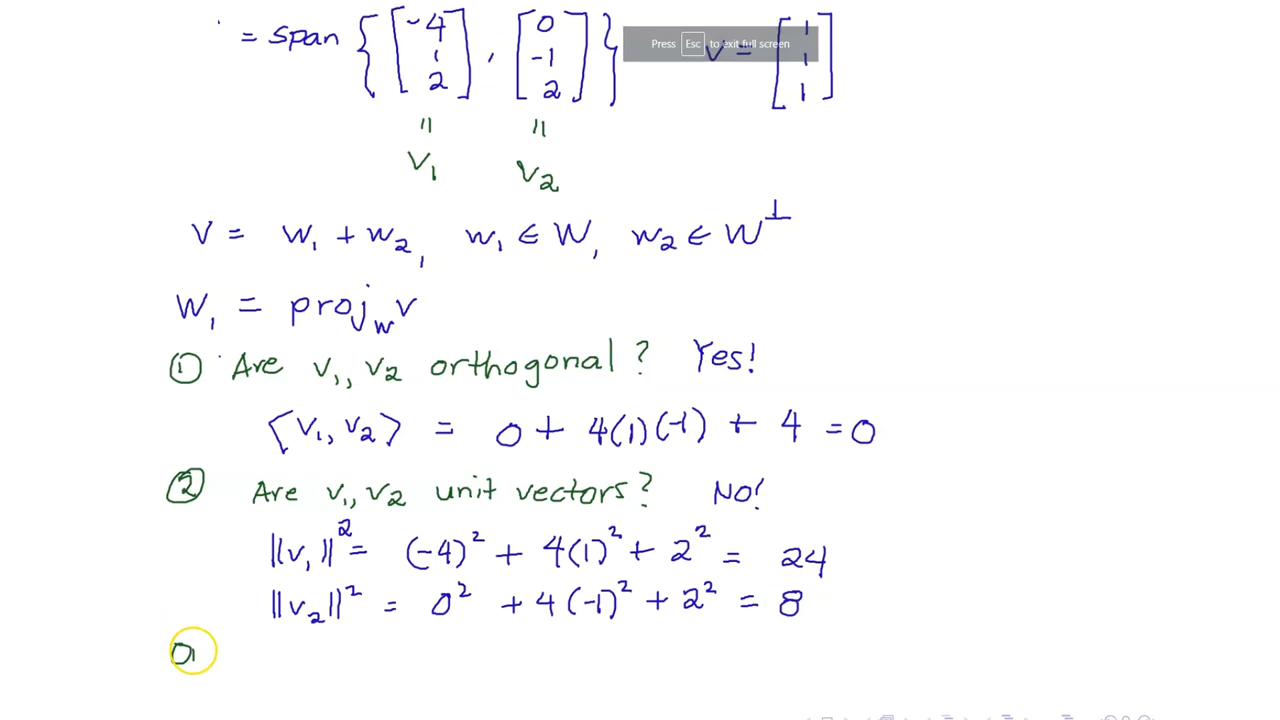 = span { [-4 1 2], [0 -1 2] } v = [1 1 1]
Press Esc to exit full screen
= =
v₁ v₂
v = w₁ + w₂, w₁ ∈ W, w₂ ∈ W⊥
w₁ = proj_W v
① Are v₁, v₂ orthogonal? Yes!
⟨v₁, v₂⟩ = 0 + 4(1)(-1) + 4 = 0
② Are v₁, v₂ unit vectors? No!
||v₁||² = (-4)² + 4(1)² + 2² = 24
||v₂||² = 0² + 4(-1)² + 2² = 8